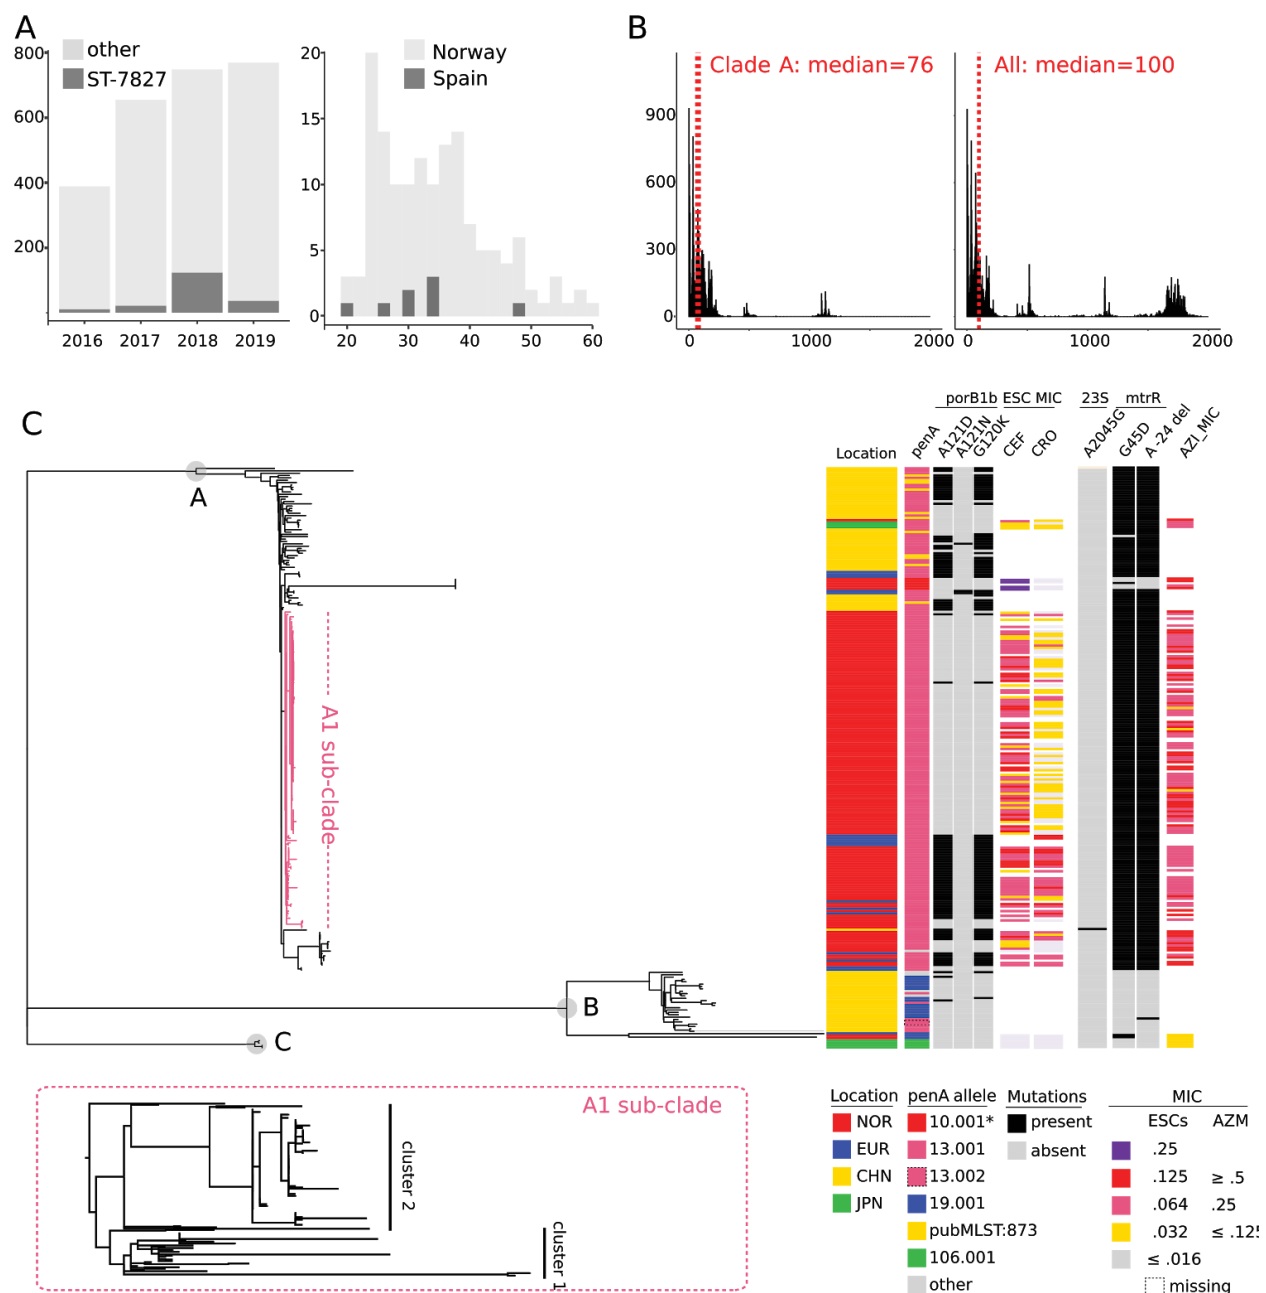 A
other
ST-7827
800
600
400
200
2016 2017 2018 2019
Norway
Spain
20
15
10
5
0
20 30 40 50 60
B
Clade A: median=76
All: median=100
900
600
300
0
0 1000 2000
0 1000 2000
C
porB1b ESC MIC 23S mtrR
Location penA A121D A121N G120K CEF CRO A2045G G45D A -24 del AZI_MIC
A
A1 sub-clade
B
C
A1 sub-clade
cluster 2
cluster 1
Location penA allele Mutations MIC
NOR 10.001* present ESCs AZM
EUR 13.001 absent .25
CHN 13.002 .125 ≥ .5
JPN 19.001 .064 .25
pubMLST:873 .032 ≤ .12
106.001 ≤ .016
other missing